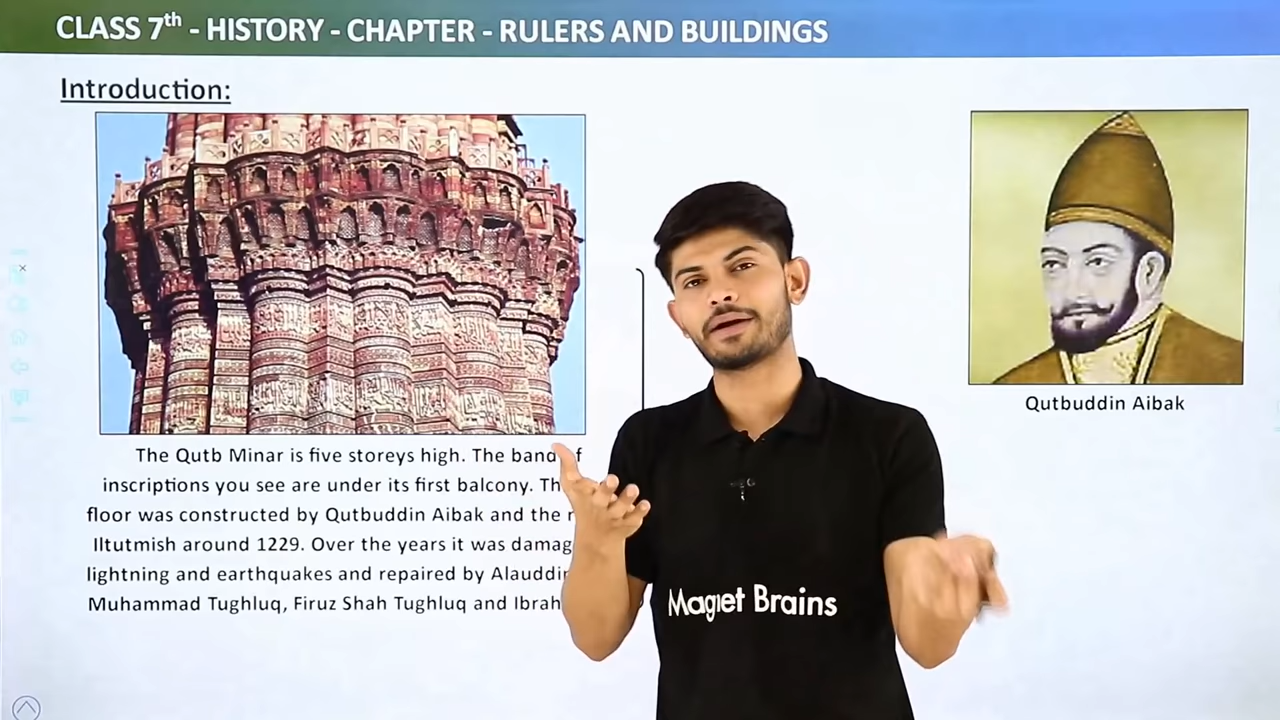 CLASS 7th - HISTORY - CHAPTER - RULERS AND BUILDINGS
Introduction:
Qutbuddin Aibak
The Qutb Minar is five storeys high. The band
inscriptions you see are under its first balcony.
floor was constructed by Qutbuddin Aibak and the
Iltutmish around 1229. Over the years it was
lightning and earthquakes and repaired by
Muhammad Tughluq, Firuz Shah Tughluq and
Magnet Brains